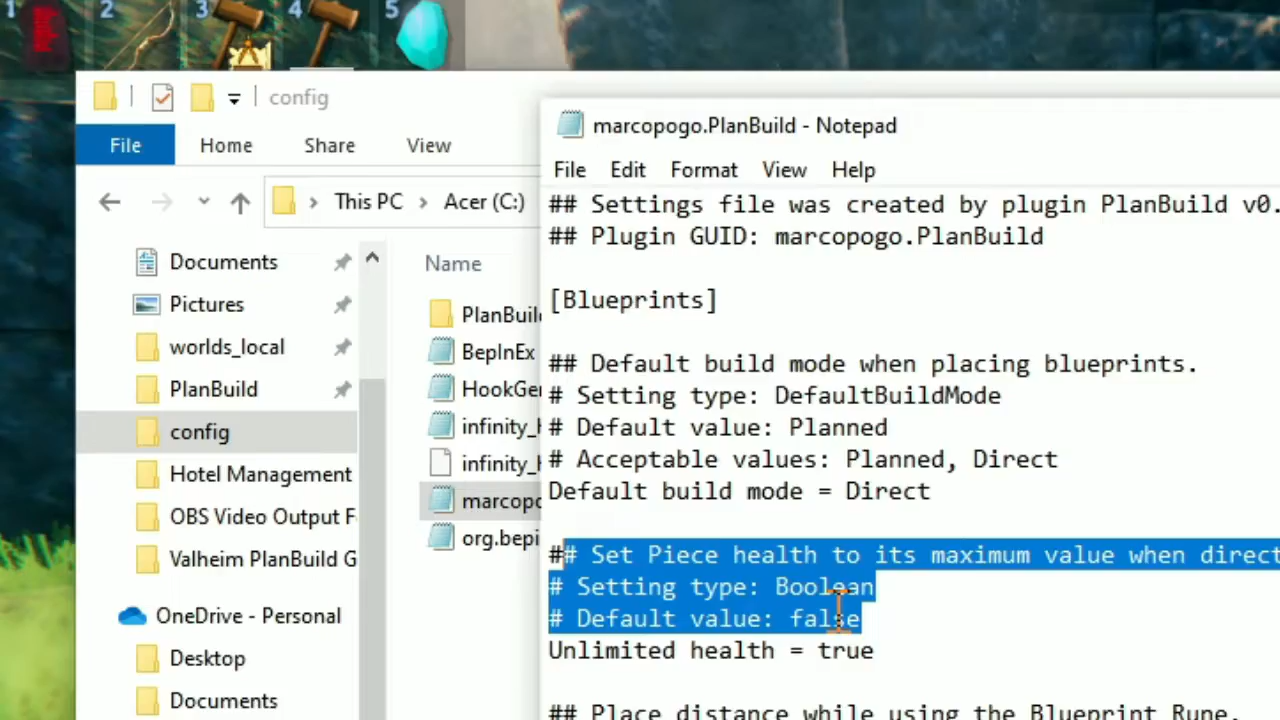 1 2 3 4 5
config
File Home Share View
This PC Acer (C:)
Documents
Pictures
worlds_local
PlanBuild
config
Hotel Management
OBS Video Output F
Valheim PlanBuild G
OneDrive - Personal
Desktop
Documents
Name
PlanBuil
BepInEx
HookGe
infinity_
infinity_
marcopo
org.bepi
marcopogo.PlanBuild - Notepad
File Edit Format View Help
## Settings file was created by plugin PlanBuild v0.
## Plugin GUID: marcopogo.PlanBuild
[Blueprints]
## Default build mode when placing blueprints.
# Setting type: DefaultBuildMode
# Default value: Planned
# Acceptable values: Planned, Direct
Default build mode = Direct
## Set Piece health to its maximum value when direct
# Setting type: Boolean
# Default value: false
Unlimited health = true
## Place distance while using the Blueprint Rune.